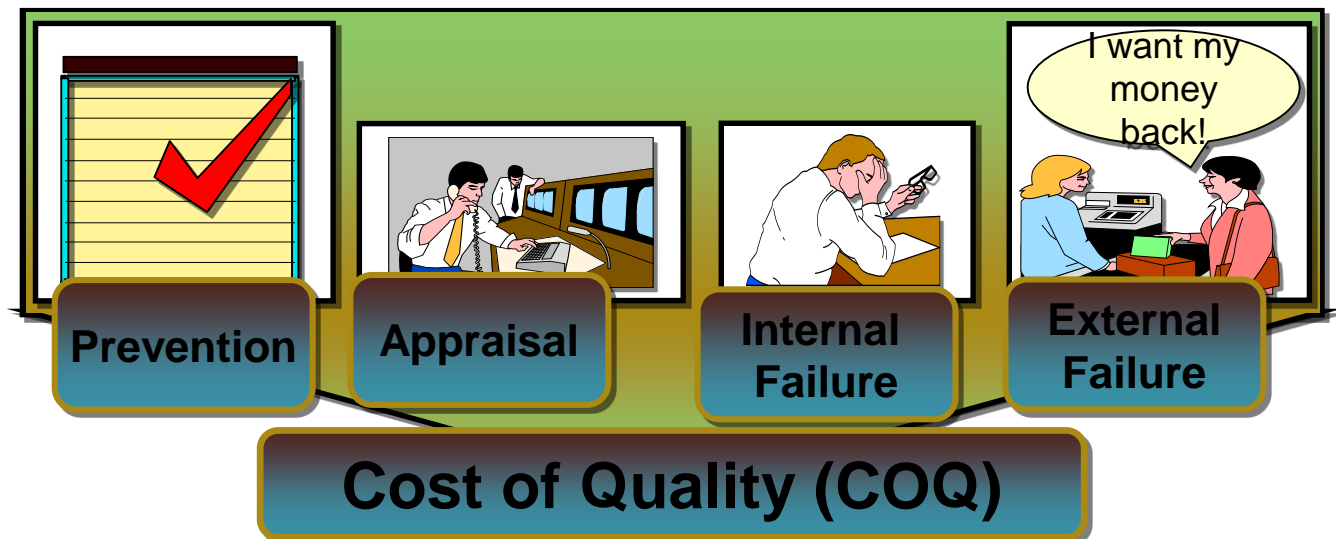 I want my
money
back!
Prevention
Appraisal
Internal
Failure
External
Failure
Cost of Quality (COQ)